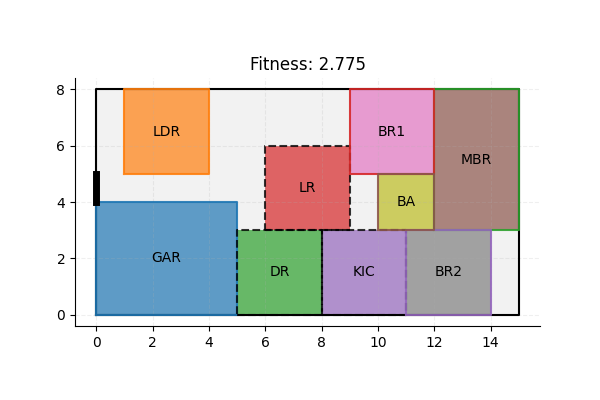 Fitness: 2.775
8
6
4
2
0
LDR
BR1
MBR
LR
BA
GAR
DR
KIC
BR2
0 2 4 6 8 10 12 14